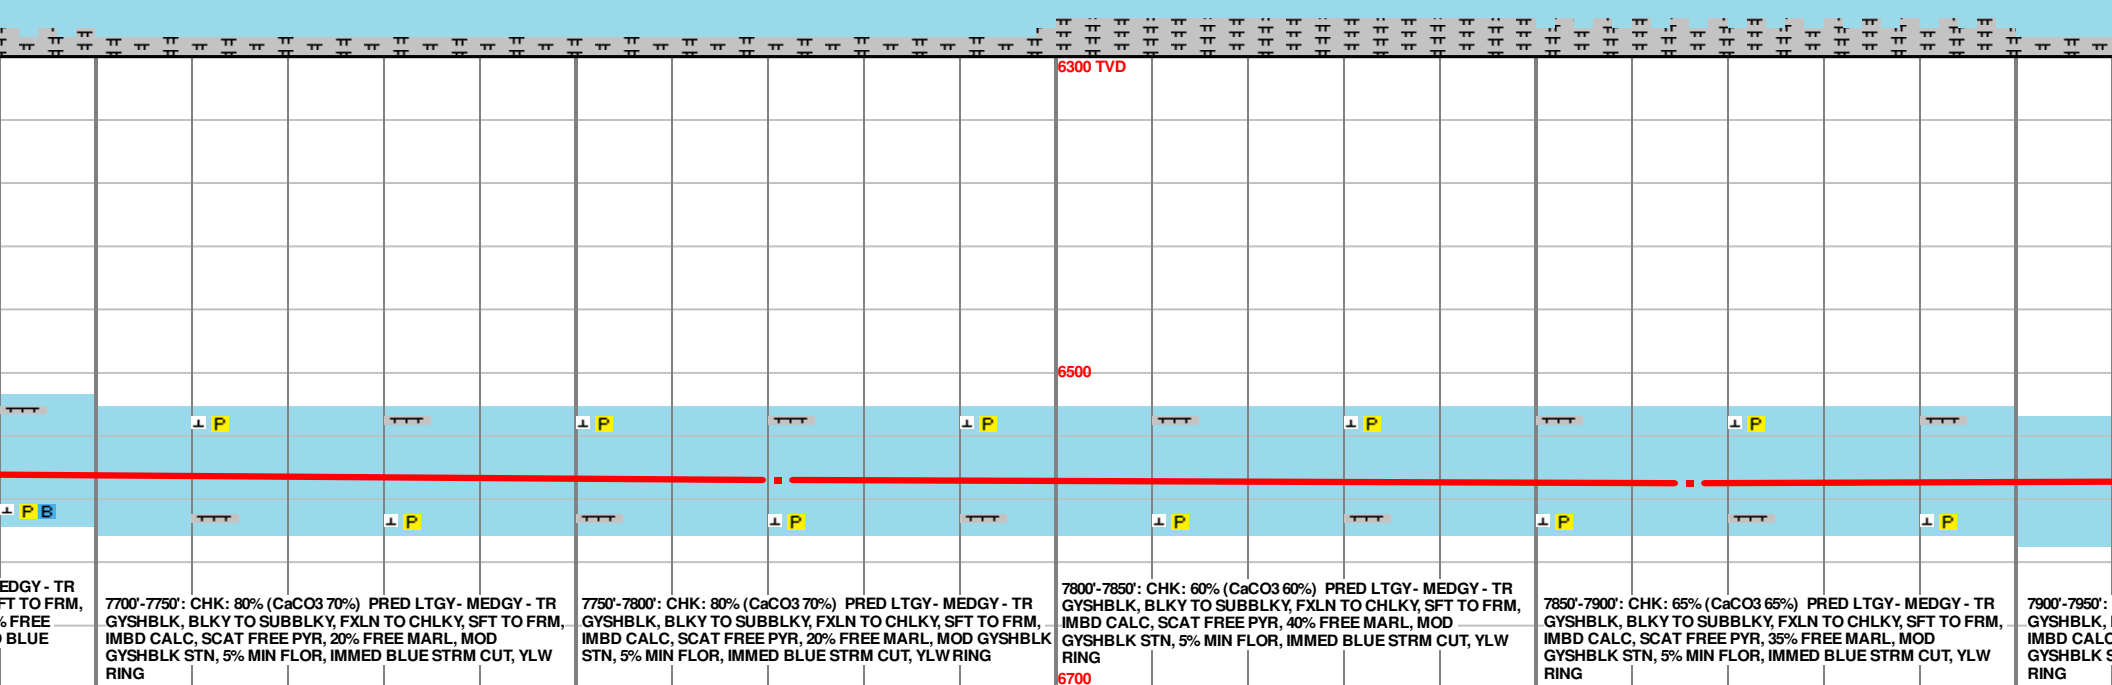 6300 TVD
6500
P
P
P
P
P
P B
P
P
P
P
P
EDGY - TR
FT TO FRM,
% FREE
BLUE
7700'-7750': CHK: 80% (CaCO3 70%) PRED LTGY - MEDGY - TR
GYSHBLK, BLKY TO SUBBLKY, FXLN TO CHLKY, SFT TO FRM,
IMBD CALC, SCAT FREE PYR, 20% FREE MARL, MOD
GYSHBLK STN, 5% MIN FLOR, IMMED BLUE STRM CUT, YLW
RING
7750'-7800': CHK: 80% (CaCO3 70%) PRED LTGY - MEDGY - TR
GYSHBLK, BLKY TO SUBBLKY, FXLN TO CHLKY, SFT TO FRM,
IMBD CALC, SCAT FREE PYR, 20% FREE MARL, MOD GYSHBLK
STN, 5% MIN FLOR, IMMED BLUE STRM CUT, YLW RING
7800'-7850': CHK: 60% (CaCO3 60%) PRED LTGY - MEDGY - TR
GYSHBLK, BLKY TO SUBBLKY, FXLN TO CHLKY, SFT TO FRM,
IMBD CALC, SCAT FREE PYR, 40% FREE MARL, MOD
GYSHBLK STN, 5% MIN FLOR, IMMED BLUE STRM CUT, YLW
RING
6700
7850'-7900': CHK: 65% (CaCO3 65%) PRED LTGY - MEDGY - TR
GYSHBLK, BLKY TO SUBBLKY, FXLN TO CHLKY, SFT TO FRM,
IMBD CALC, SCAT FREE PYR, 35% FREE MARL, MOD
GYSHBLK STN, 5% MIN FLOR, IMMED BLUE STRM CUT, YLW
RING
7900'-7950':
GYSHBLK,
IMBD CALC
GYSHBLK S
RING